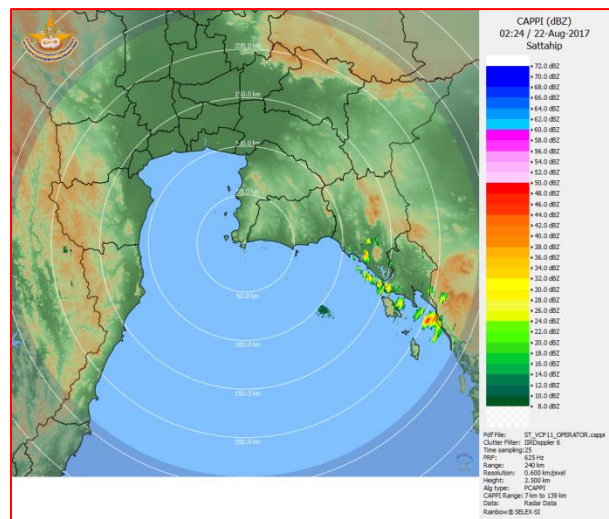 CAPPI (dBZ)
02:24 / 22-Aug-2017
Sattahip
72.0 dBZ
70.0 dBZ
68.0 dBZ
66.0 dBZ
64.0 dBZ
62.0 dBZ
60.0 dBZ
58.0 dBZ
56.0 dBZ
54.0 dBZ
52.0 dBZ
50.0 dBZ
48.0 dBZ
46.0 dBZ
44.0 dBZ
42.0 dBZ
40.0 dBZ
38.0 dBZ
36.0 dBZ
34.0 dBZ
32.0 dBZ
30.0 dBZ
28.0 dBZ
26.0 dBZ
24.0 dBZ
22.0 dBZ
20.0 dBZ
18.0 dBZ
16.0 dBZ
14.0 dBZ
12.0 dBZ
10.0 dBZ
8.0 dBZ
Pdf File: ST_VCP11_OPERATOR.cappi
Clutter Filter: IIRDoppler 6
Time sampling:25
PRF: 625 Hz
Range: 240 km
Resolution: 0.600 km/pixel
Height: 2.500 km
Alg type: PCAPPI
CAPPI Range: 7 km to 139 km
Data: Radar Data
Rainbow® SELEX-SI
200.0 km
150.0 km
100.0 km
50.0 km
50.0 km
100.0 km
150.0 km
200.0 km